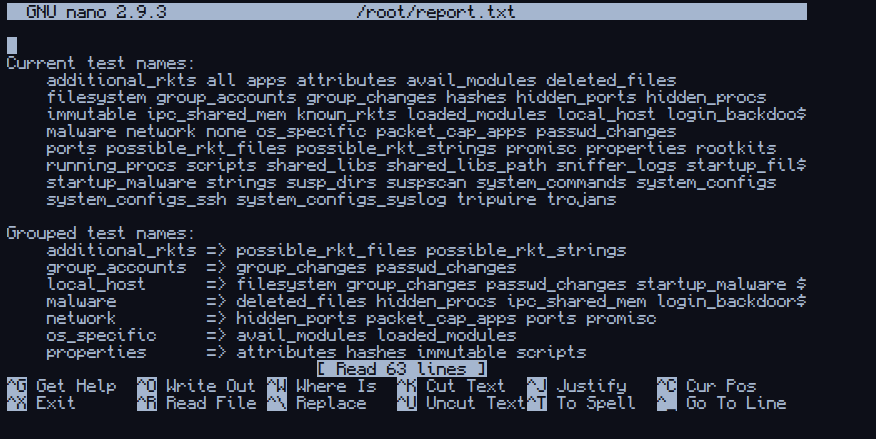 GNU nano 2.9.3 /root/report.txt
Current test names:
additional_rkts all apps attributes avail_modules deleted_files
filesystem group_accounts group_changes hashes hidden_ports hidden_procs
immutable ipc_shared_mem known_rkts loaded_modules local_host login_backdoo$
malware network none os_specific packet_cap_apps passwd_changes
ports possible_rkt_files possible_rkt_strings promisc properties rootkits
running_procs scripts shared_libs shared_libs_path sniffer_logs startup_fil$
startup_malware strings susp_dirs suspscan system_commands system_configs
system_configs_ssh system_configs_syslog tripwire trojans
Grouped test names:
additional_rkts => possible_rkt_files possible_rkt_strings
group_accounts => group_changes passwd_changes
local_host => filesystem group_changes passwd_changes startup_malware $
malware => deleted_files hidden_procs ipc_shared_mem login_backdoor$
network => hidden_ports packet_cap_apps ports promisc
os_specific => avail_modules loaded_modules
properties => attributes hashes immutable scripts
[ Read 63 lines ]
^G Get Help ^O Write Out ^W Where Is ^K Cut Text ^J Justify ^C Cur Pos
^X Exit ^R Read File ^\ Replace ^U Uncut Text ^T To Spell ^_ Go To Line